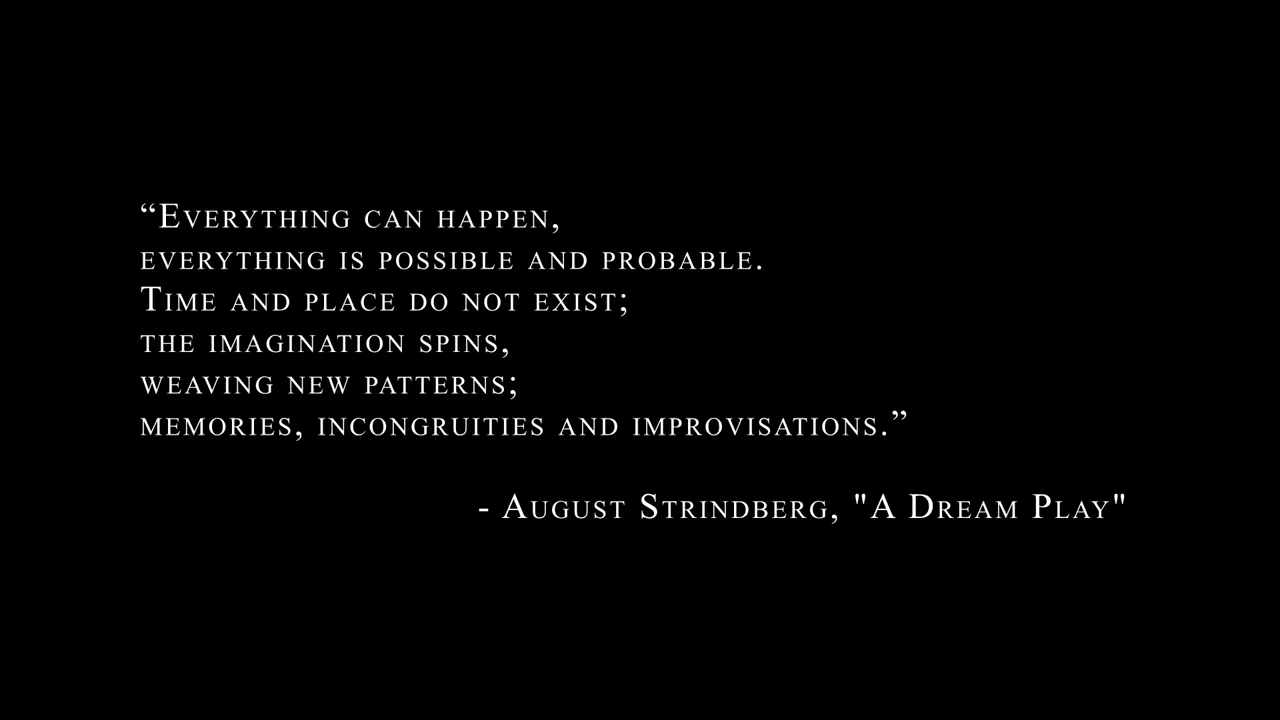 “Everything can happen,
everything is possible and probable.
Time and place do not exist;
the imagination spins,
weaving new patterns;
memories, incongruities and improvisations.”
- August Strindberg, "A Dream Play"